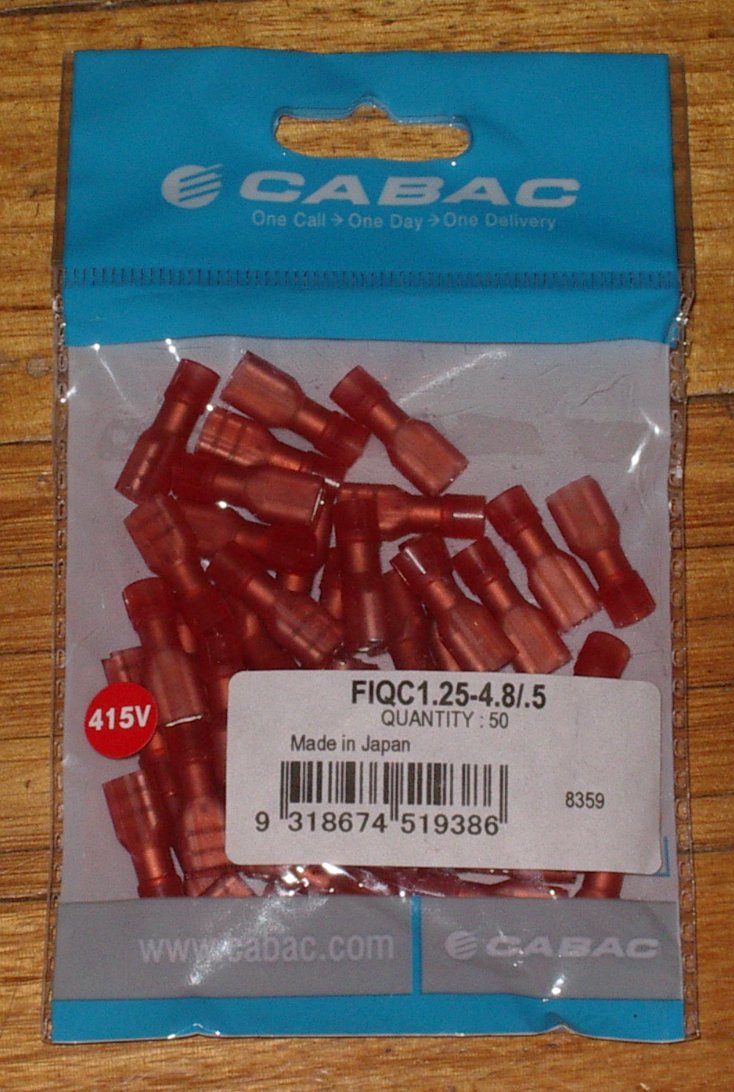 CABAC
One Call → One Day → One Delivery
415V
FIQC1.25-4.8/.5
QUANTITY : 50
Made in Japan
8359
9 318674 519386
www.cabac.com
CABAC